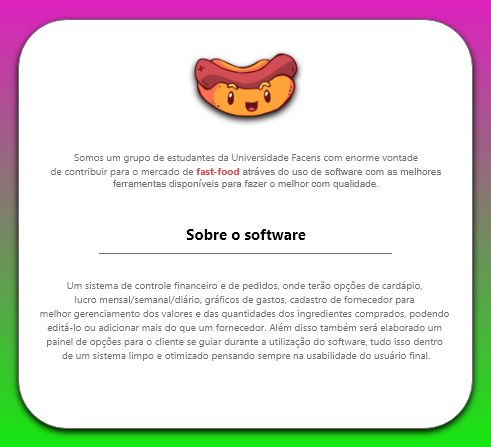 Somos um grupo de estudantes da Universidade Facens com enorme vontade
de contribuir para o mercado de fast-food atráves do uso de software com as melhores
ferramentas disponíveis para fazer o melhor com qualidade.
Sobre o software
Um sistema de controle financeiro e de pedidos, onde terão opções de cardápio,
lucro mensal/semanal/diário, gráficos de gastos, cadastro de fornecedor para
melhor gerenciamento dos valores e das quantidades dos ingredientes comprados, podendo
editá-lo ou adicionar mais do que um fornecedor. Além disso também será elaborado um
painel de opções para o cliente se guiar durante a utilização do software, tudo isso dentro
de um sistema limpo e otimizado pensando sempre na usabilidade do usuário final.